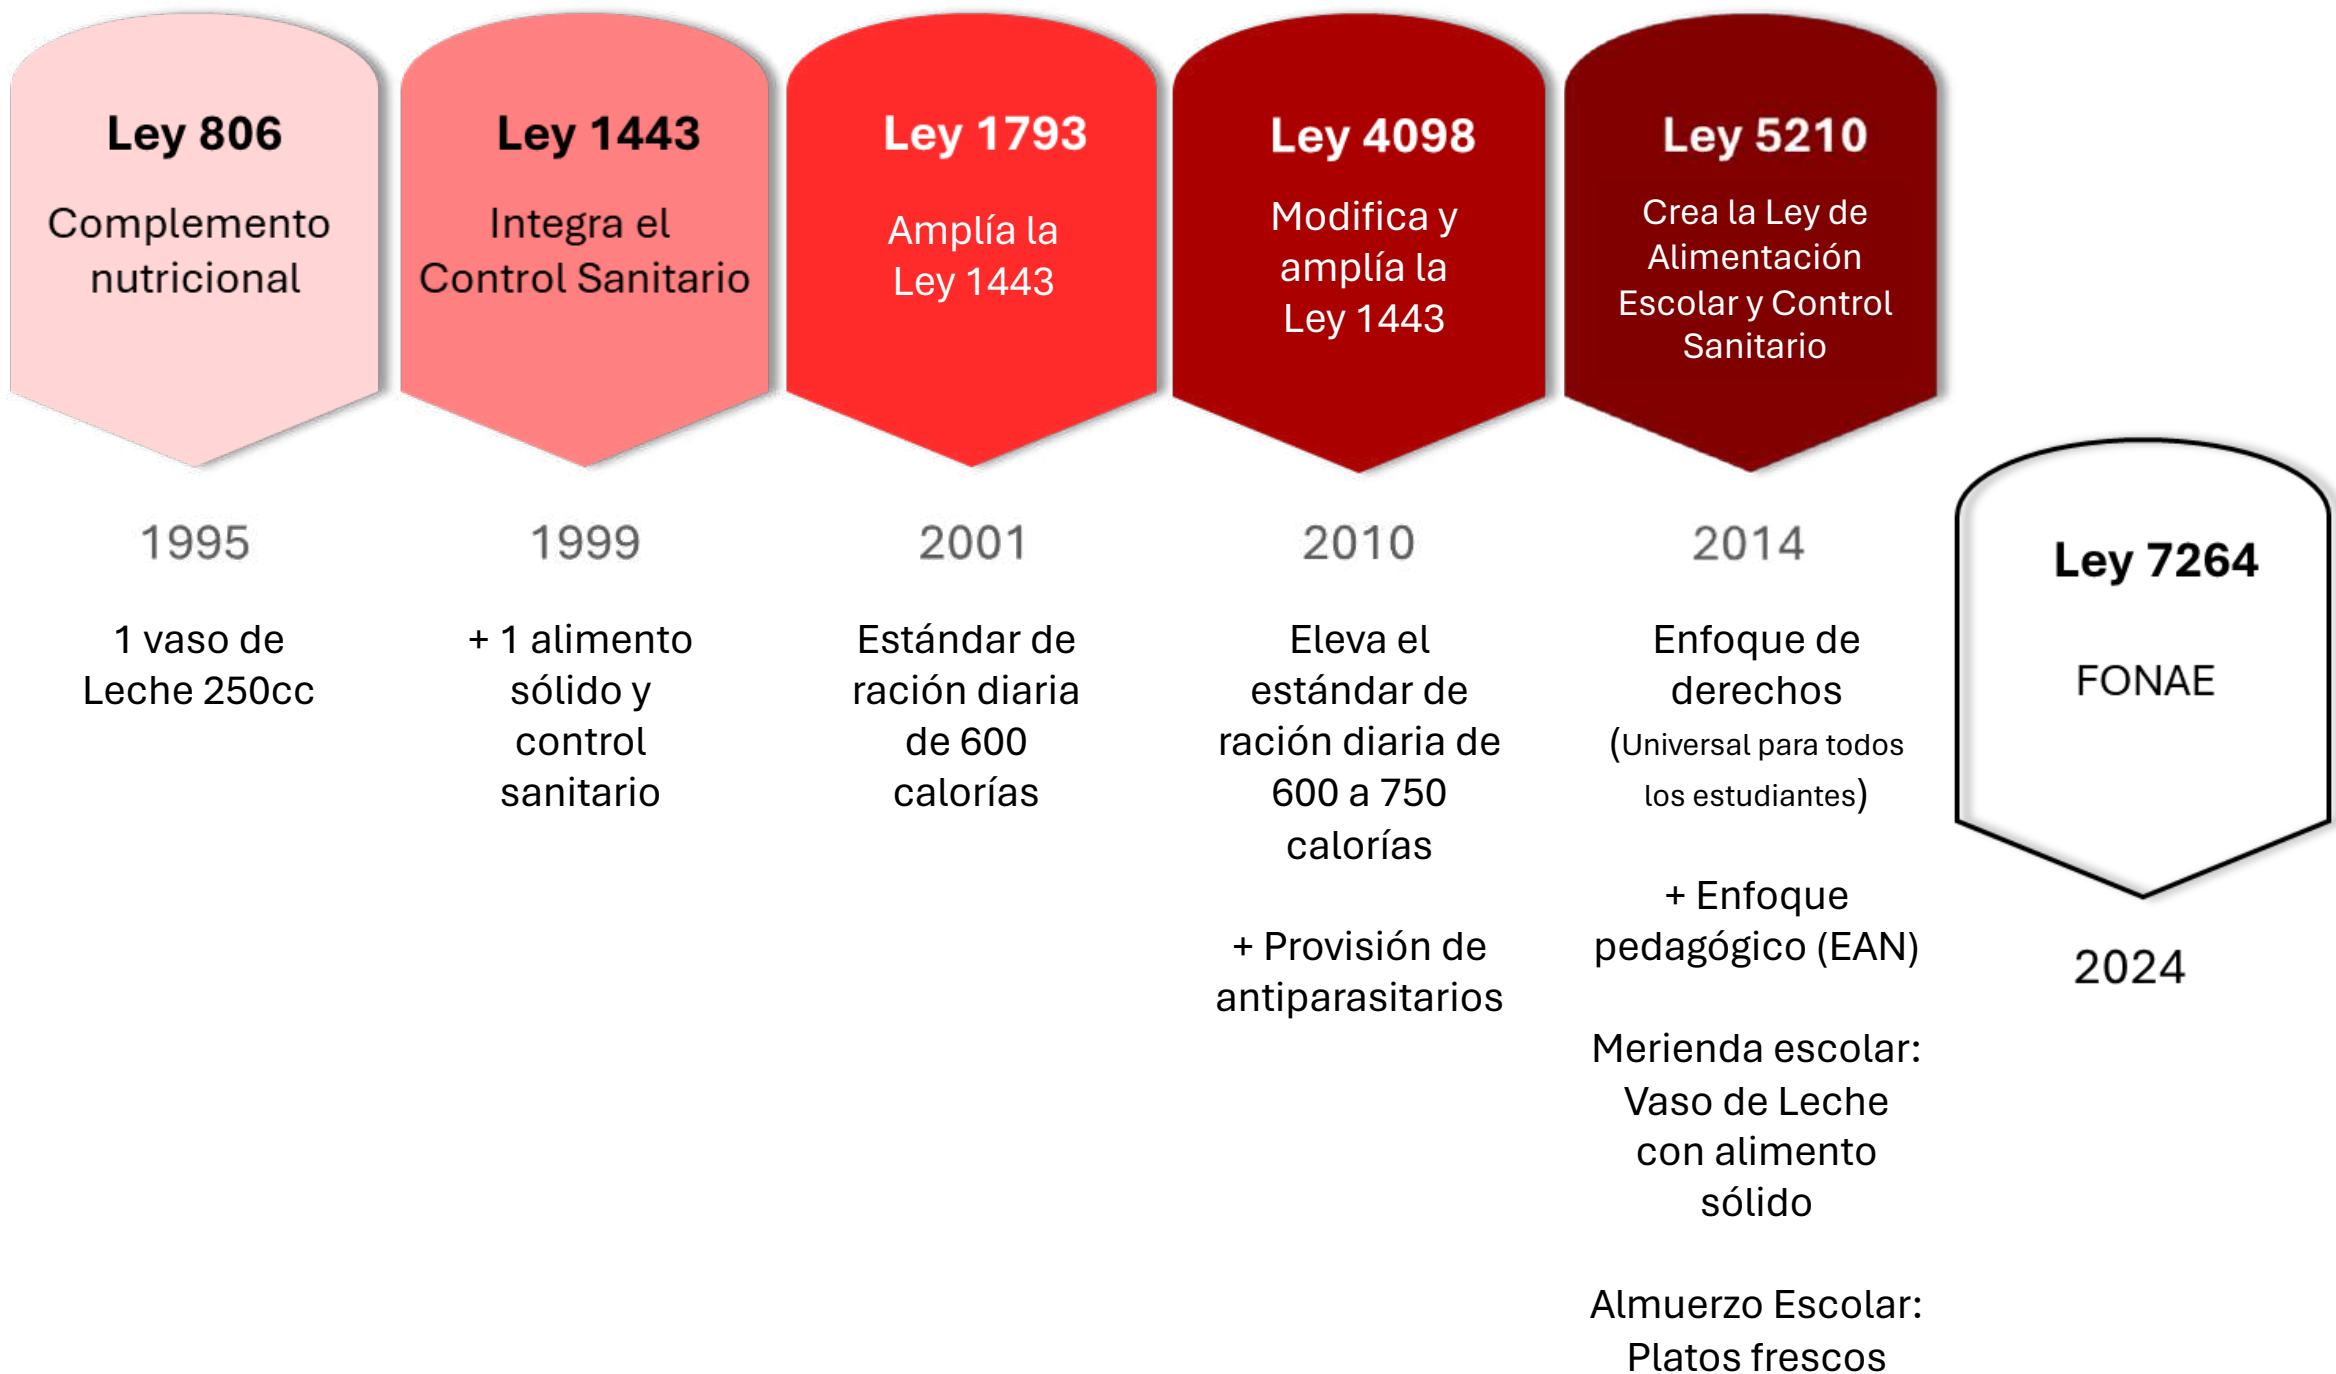 Ley 806
Complemento
nutricional
1995
1 vaso de
Leche 250cc
Ley 1443
Integra el
Control Sanitario
1999
+ 1 alimento
sólido y
control
sanitario
Ley 1793
Amplía la
Ley 1443
2001
Estándar de
ración diaria
de 600
calorías
Ley 4098
Modifica y
amplía la
Ley 1443
2010
Eleva el
estándar de
ración diaria de
600 a 750
calorías
+ Provisión de
antiparasitarios
Ley 5210
Crea la Ley de
Alimentación
Escolar y Control
Sanitario
2014
Enfoque de
derechos
(Universal para todos
los estudiantes)
+ Enfoque
pedagógico (EAN)
Merienda escolar:
Vaso de Leche
con alimento
sólido
Almuerzo Escolar:
Platos frescos
Ley 7264
FONAE
2024